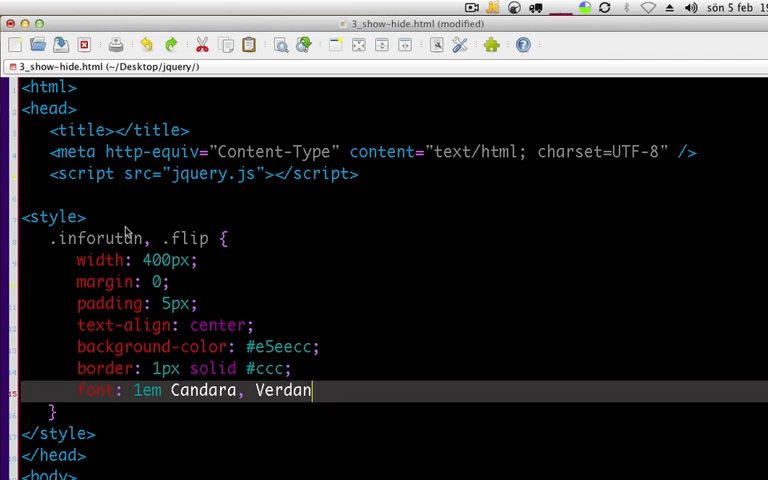 sön 5 feb 19
3_show-hide.html (modified)
3_show-hide.html (~/Desktop/jquery/)
<html>
<head>
<title></title>
<meta http-equiv="Content-Type" content="text/html; charset=UTF-8" />
<script src="jquery.js"></script>
<style>
.inforutan, .flip {
width: 400px;
margin: 0;
padding: 5px;
text-align: center;
background-color: #e5eecc;
border: 1px solid #ccc;
font: 1em Candara, Verdan
}
</style>
</head>
<body>